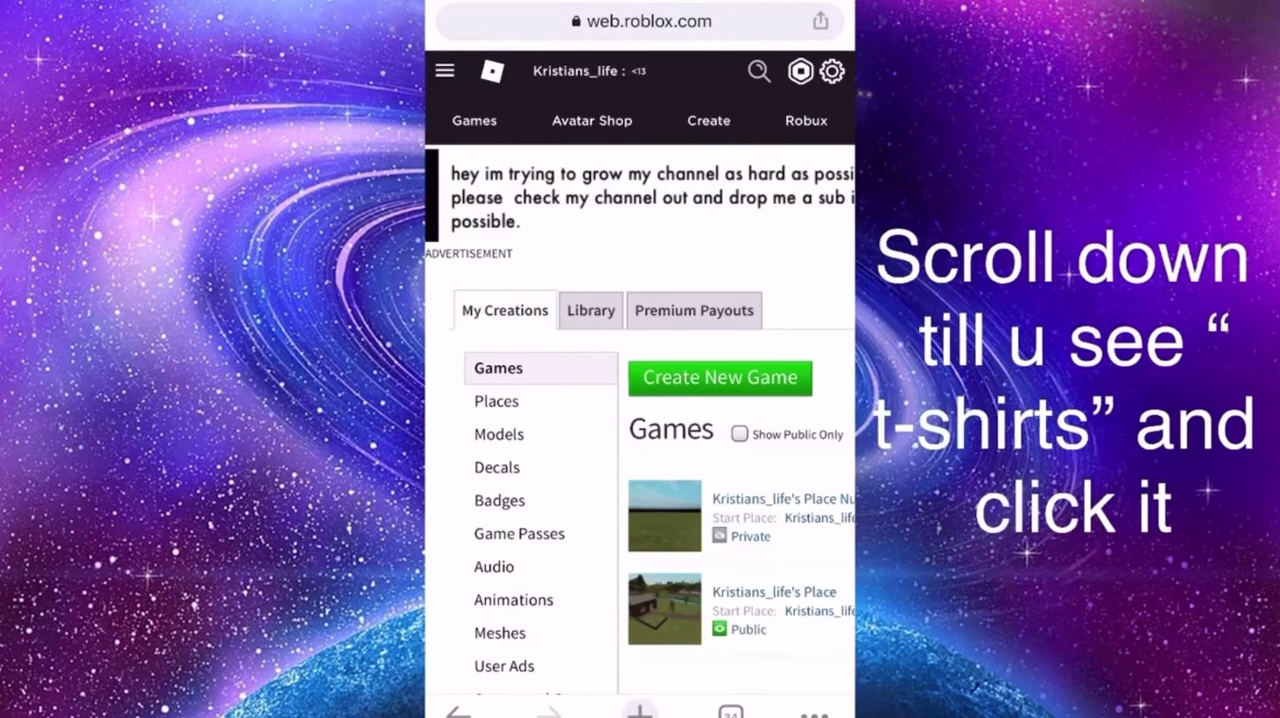 web.roblox.com
Kristians_life : <13
Games Avatar Shop Create Robux
hey im trying to grow my channel as hard as possi
please check my channel out and drop me a sub i
possible.
ADVERTISEMENT
My Creations Library Premium Payouts
Games
Places
Models
Decals
Badges
Game Passes
Audio
Animations
Meshes
User Ads
Create New Game
Games Show Public Only
Kristians_life's Place Nu
Start Place: Kristians_life
Private
Kristians_life's Place
Start Place: Kristians_life
Public
34
Scroll down
till u see “
t-shirts” and
click it